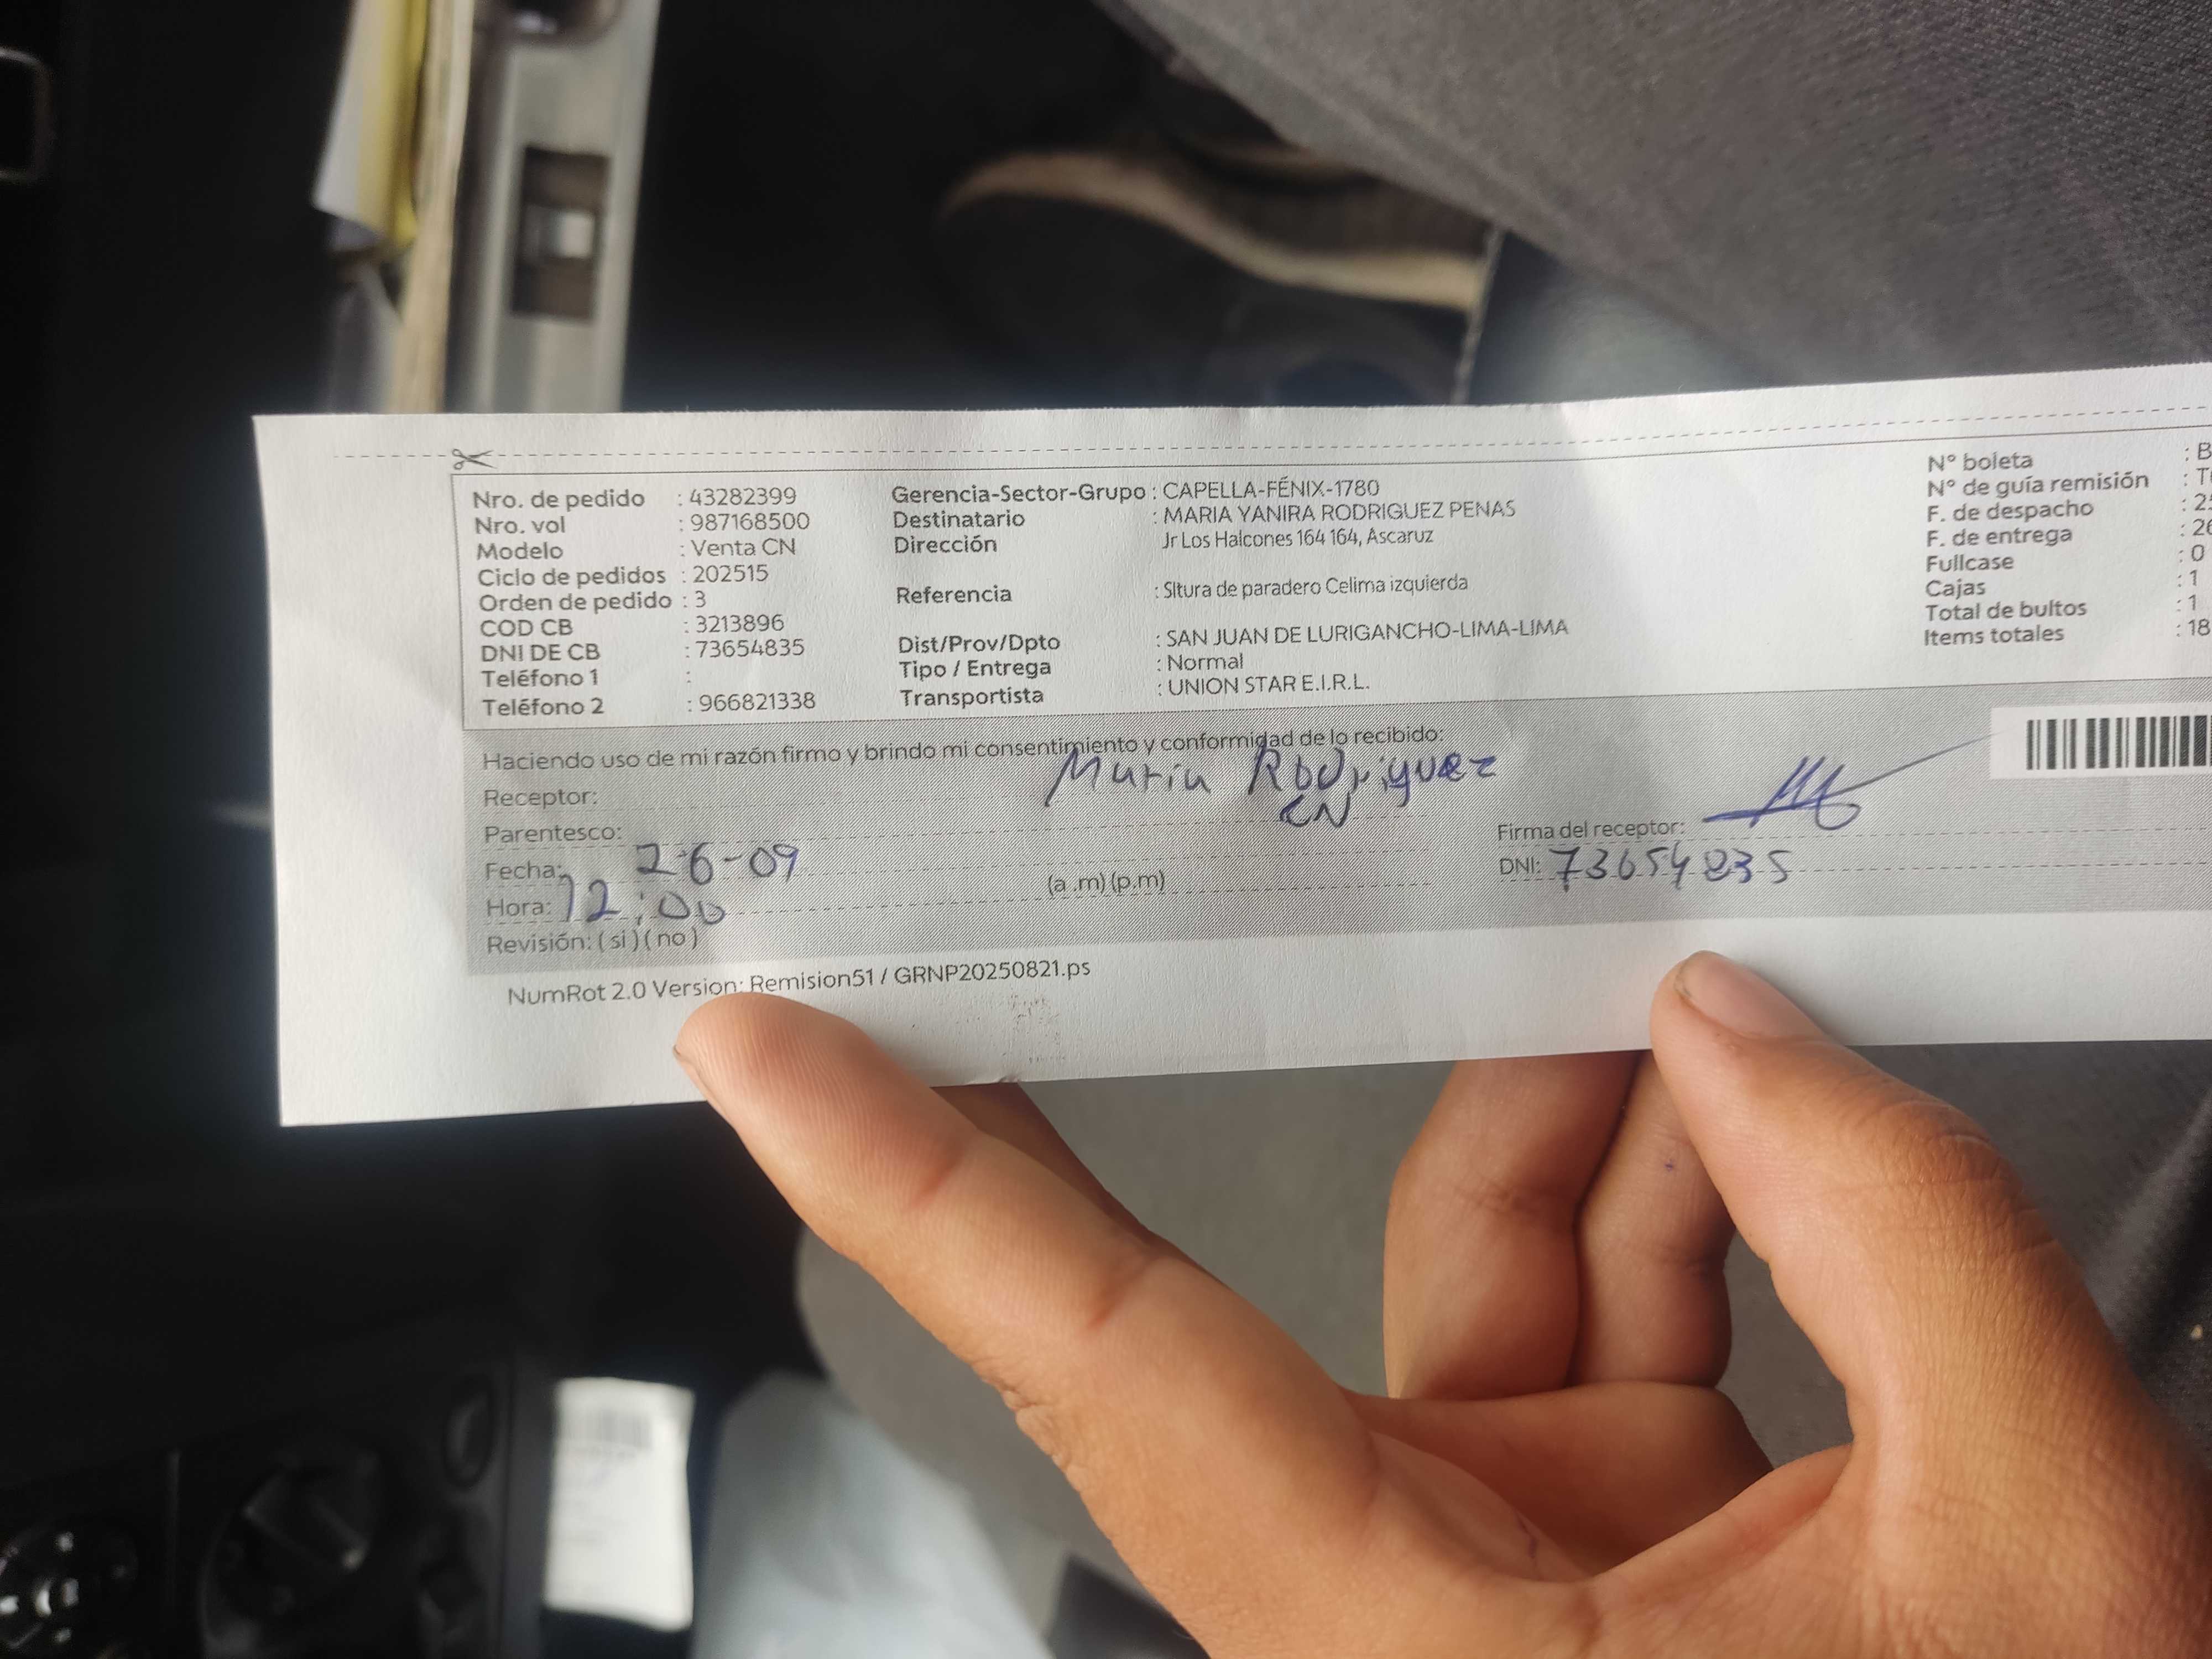 Nro. de pedido : 43282399
Nro. vol : 987168500
Modelo : Venta CN
Ciclo de pedidos : 202515
Orden de pedido : 3
COD CB : 3213896
DNI DE CB : 73654835
Teléfono 1 :
Teléfono 2 : 966821338
Gerencia-Sector-Grupo : CAPELLA-FÉNIX-1780
Destinatario : MARIA YANIRA RODRIGUEZ PENAS
Dirección Jr Los Halcones 164 164, Ascaruz
Referencia : Sltura de paradero Celima izquierda
Dist/Prov/Dpto : SAN JUAN DE LURIGANCHO-LIMA-LIMA
Tipo / Entrega : Normal
Transportista : UNION STAR E.I.R.L.
N° boleta : B
N° de guía remisión : T
F. de despacho : 2
F. de entrega : 26
Fullcase : 0
Cajas : 1
Total de bultos : 1
Items totales : 18
Haciendo uso de mi razón firmo y brindo mi consentimiento y conformidad de lo recibido:
Receptor: Maria Rodriguez
Parentesco: CN
Fecha: 26-09
Hora: 12:00 (a .m) (p.m)
Revisión: ( si ) ( no )
Firma del receptor:
DNI: 73654835
NumRot 2.0 Version: Remision51 / GRNP20250821.ps